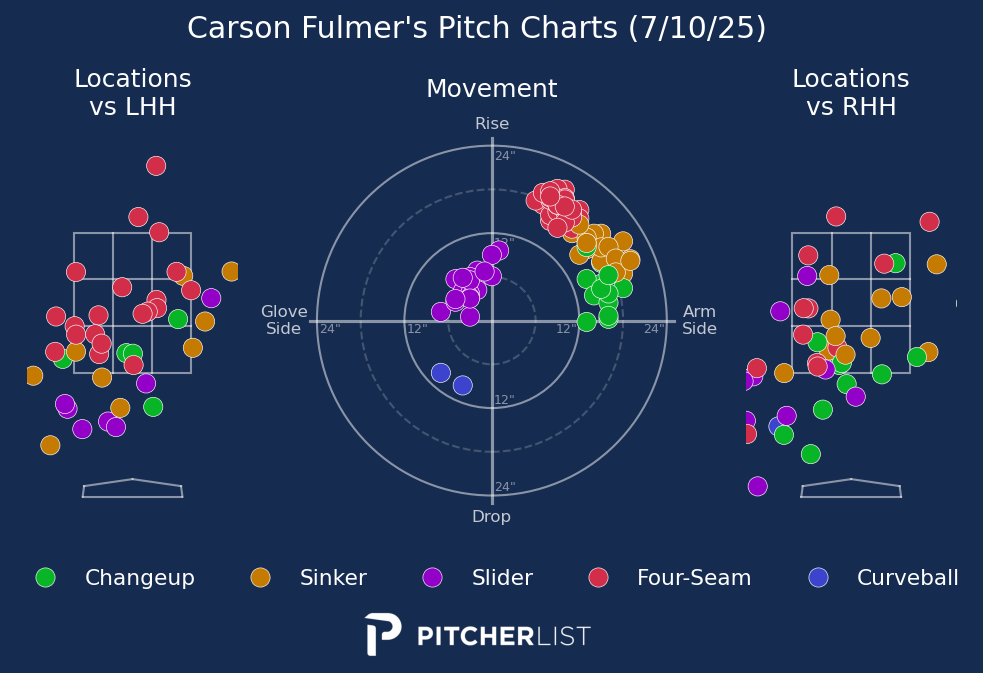 Carson Fulmer's Pitch Charts (7/10/25)
Locations
vs LHH
Movement
Locations
vs RHH
Rise
24"
12"
Glove
Side
24"
12"
12"
24"
Arm
Side
12"
24"
Drop
Changeup
Sinker
Slider
Four-Seam
Curveball
PITCHERLIST